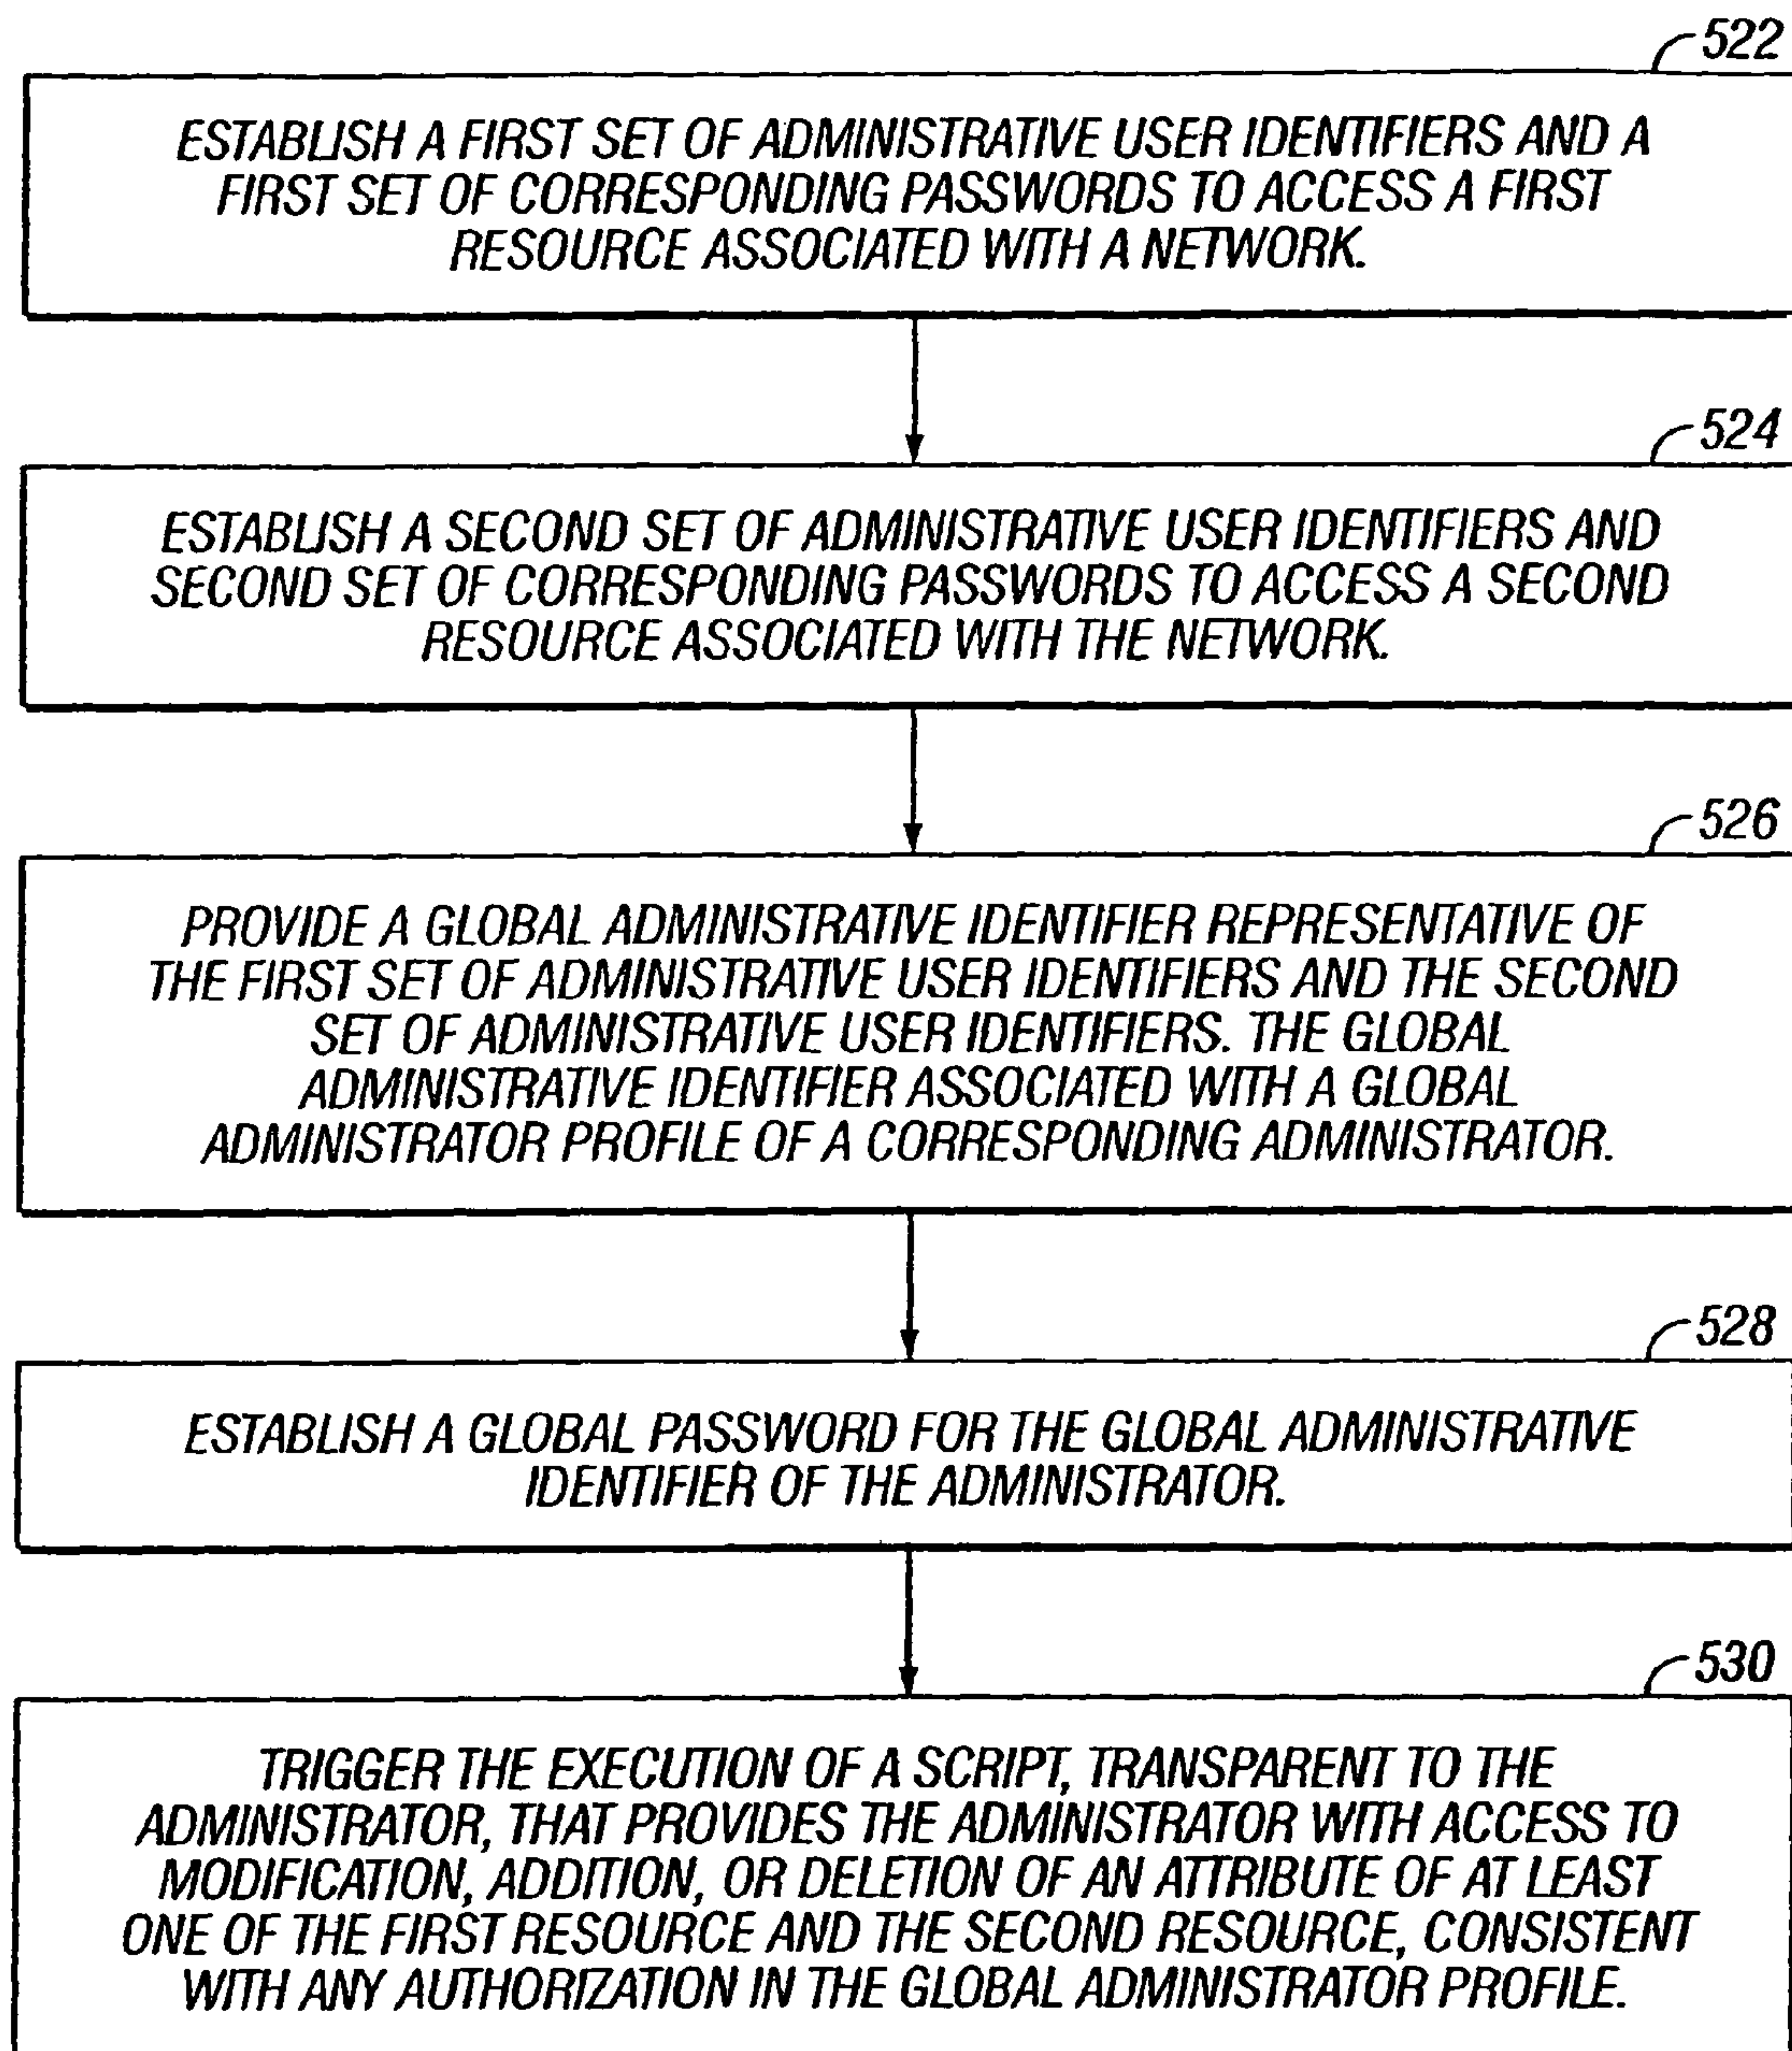 522
ESTABLISH A FIRST SET OF ADMINISTRATIVE USER IDENTIFIERS AND A
FIRST SET OF CORRESPONDING PASSWORDS TO ACCESS A FIRST
RESOURCE ASSOCIATED WITH A NETWORK.
524
ESTABLISH A SECOND SET OF ADMINISTRATIVE USER IDENTIFIERS AND
SECOND SET OF CORRESPONDING PASSWORDS TO ACCESS A SECOND
RESOURCE ASSOCIATED WITH THE NETWORK.
526
PROVIDE A GLOBAL ADMINISTRATIVE IDENTIFIER REPRESENTATIVE OF
THE FIRST SET OF ADMINISTRATIVE USER IDENTIFIERS AND THE SECOND
SET OF ADMINISTRATIVE USER IDENTIFIERS. THE GLOBAL
ADMINISTRATIVE IDENTIFIER ASSOCIATED WITH A GLOBAL
ADMINISTRATOR PROFILE OF A CORRESPONDING ADMINISTRATOR.
528
ESTABLISH A GLOBAL PASSWORD FOR THE GLOBAL ADMINISTRATIVE
IDENTIFIER OF THE ADMINISTRATOR.
530
TRIGGER THE EXECUTION OF A SCRIPT, TRANSPARENT TO THE
ADMINISTRATOR, THAT PROVIDES THE ADMINISTRATOR WITH ACCESS TO
MODIFICATION, ADDITION, OR DELETION OF AN ATTRIBUTE OF AT LEAST
ONE OF THE FIRST RESOURCE AND THE SECOND RESOURCE, CONSISTENT
WITH ANY AUTHORIZATION IN THE GLOBAL ADMINISTRATOR PROFILE.